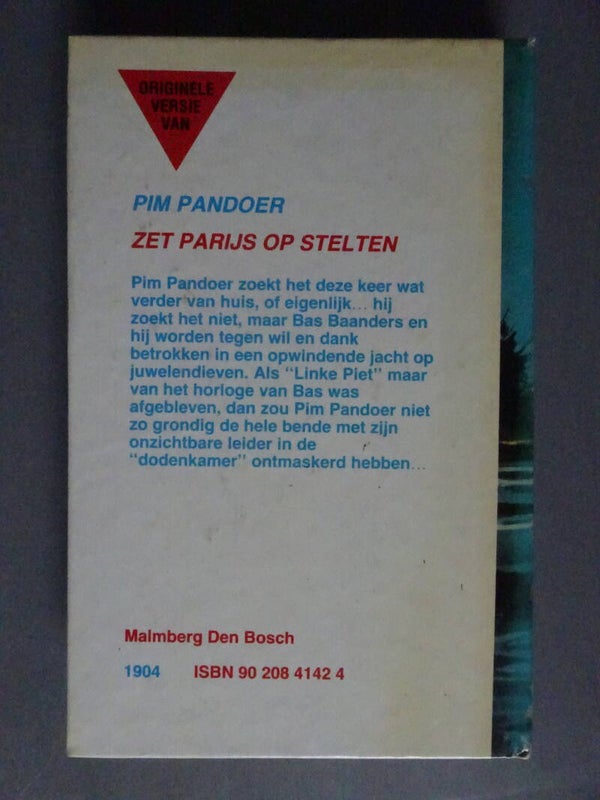 ORIGINELE
VERSIE
VAN
PIM PANDOER
ZET PARIJS OP STELTEN
Pim Pandoer zoekt het deze keer wat
verder van huis, of eigenlijk... hij
zoekt het niet, maar Bas Baanders en
hij worden tegen wil en dank
betrokken in een opwindende jacht op
juwelendieven. Als "Linke Piet" maar
van het horloge van Bas was
afgebleven, dan zou Pim Pandoer niet
zo grondig de hele bende met zijn
onzichtbare leider in de
"dodenkamer" ontmaskerd hebben...
Malmberg Den Bosch
1904 ISBN 90 208 4142 4